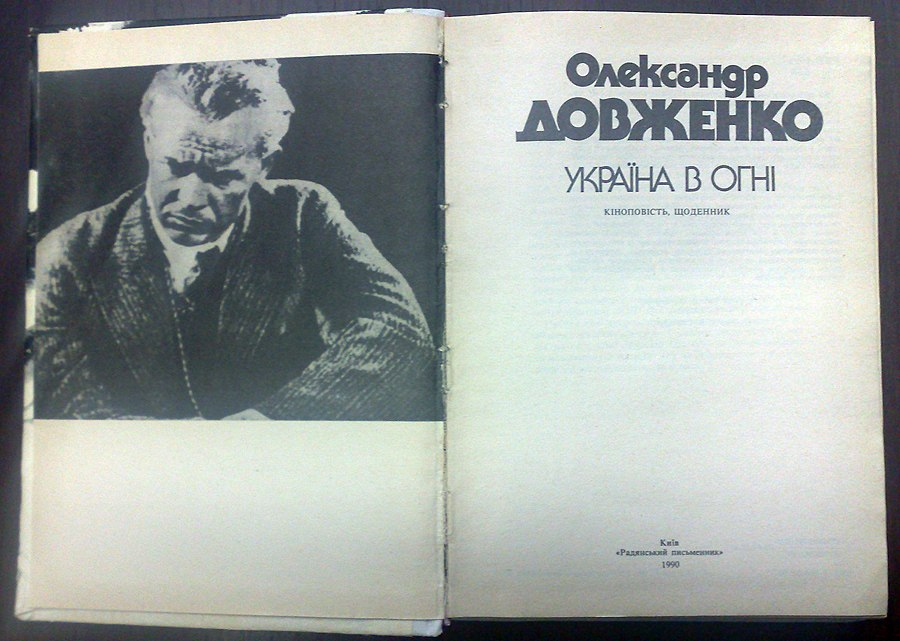 Олександр
ДОВЖЕНКО
УКРАЇНА В ОГНІ
КІНОПОВІСТЬ, ЩОДЕННИК
Київ
«Радянський письменник»
1990